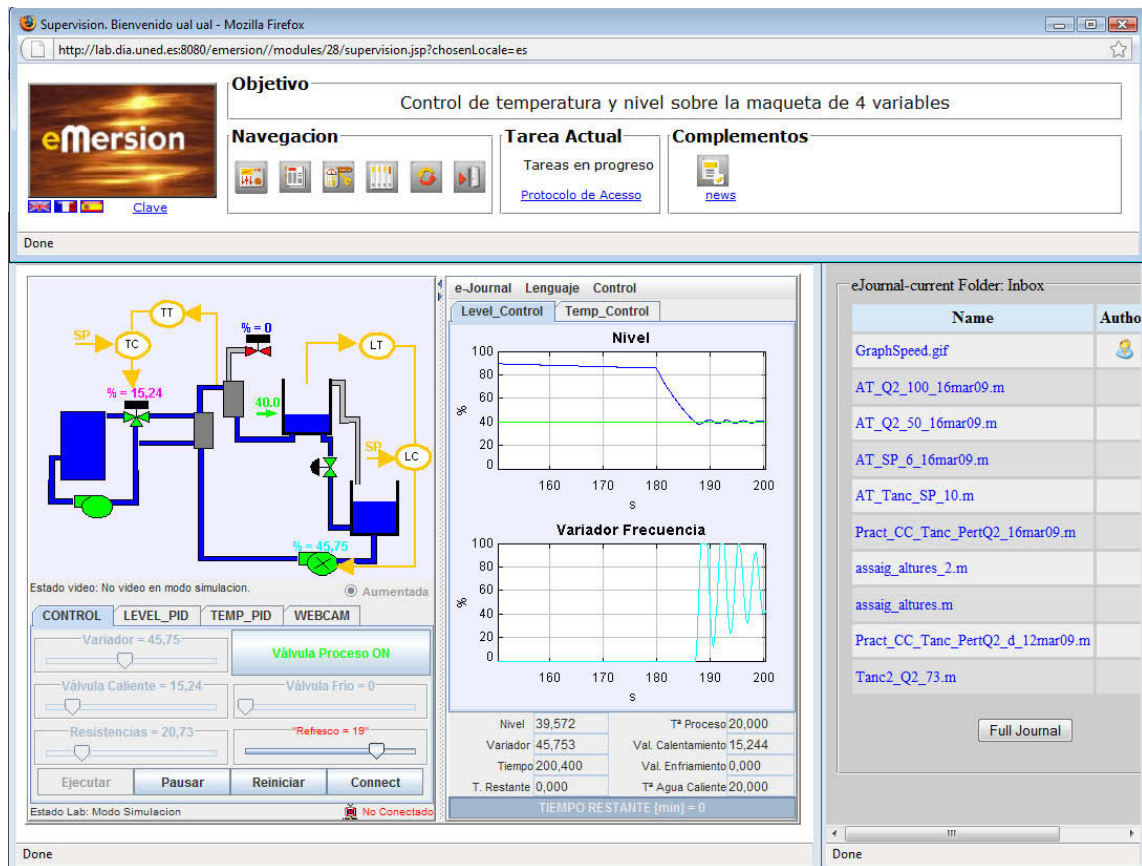 Supervision. Bienvenido ual ual - Mozilla Firefox
http://lab.dia.uned.es:8080/emersion//modules/28/supervision.jsp?chosenLocale=es
eMersion
Clave
Objetivo
Control de temperatura y nivel sobre la maqueta de 4 variables
Navegacion
Tarea Actual
Tareas en progreso
Protocolo de Acesso
Complementos
news
Done
TT
SP
TC
% = 0
LT
% = 15,24
40,0
SP
LC
% = 45,75
Estado video: No video en modo simulacion.
Aumentada
CONTROL LEVEL_PID TEMP_PID WEBCAM
Variador = 45,75
Válvula Proceso ON
Válvula Caliente = 15,24
Válvula Frío = 0
Resistencias = 20,73
"Refresco = 19"
Ejecutar Pausar Reiniciar Connect
Estado Lab: Modo Simulacion
No Conectado
e-Journal Lenguaje Control
Level_Control Temp_Control
Nivel
100
80
60
40
20
0
%
160 170 180 190 200
s
Variador Frecuencia
100
80
60
40
20
0
%
160 170 180 190 200
s
Nivel 39,572 Tª Proceso 20,000
Variador 45,753 Val. Calentamiento 15,244
Tiempo 200,400 Val. Enfriamiento 0,000
T. Restante 0,000 Tª Agua Caliente 20,000
TIEMPO RESTANTE [min] = 0
Done
eJournal-current Folder: Inbox
Name Autho
GraphSpeed.gif
AT_Q2_100_16mar09.m
AT_Q2_50_16mar09.m
AT_SP_6_16mar09.m
AT_Tanc_SP_10.m
Pract_CC_Tanc_PertQ2_16mar09.m
assaig_altures_2.m
assaig_altures.m
Pract_CC_Tanc_PertQ2_d_12mar09.m
Tanc2_Q2_73.m
Full Journal
Done